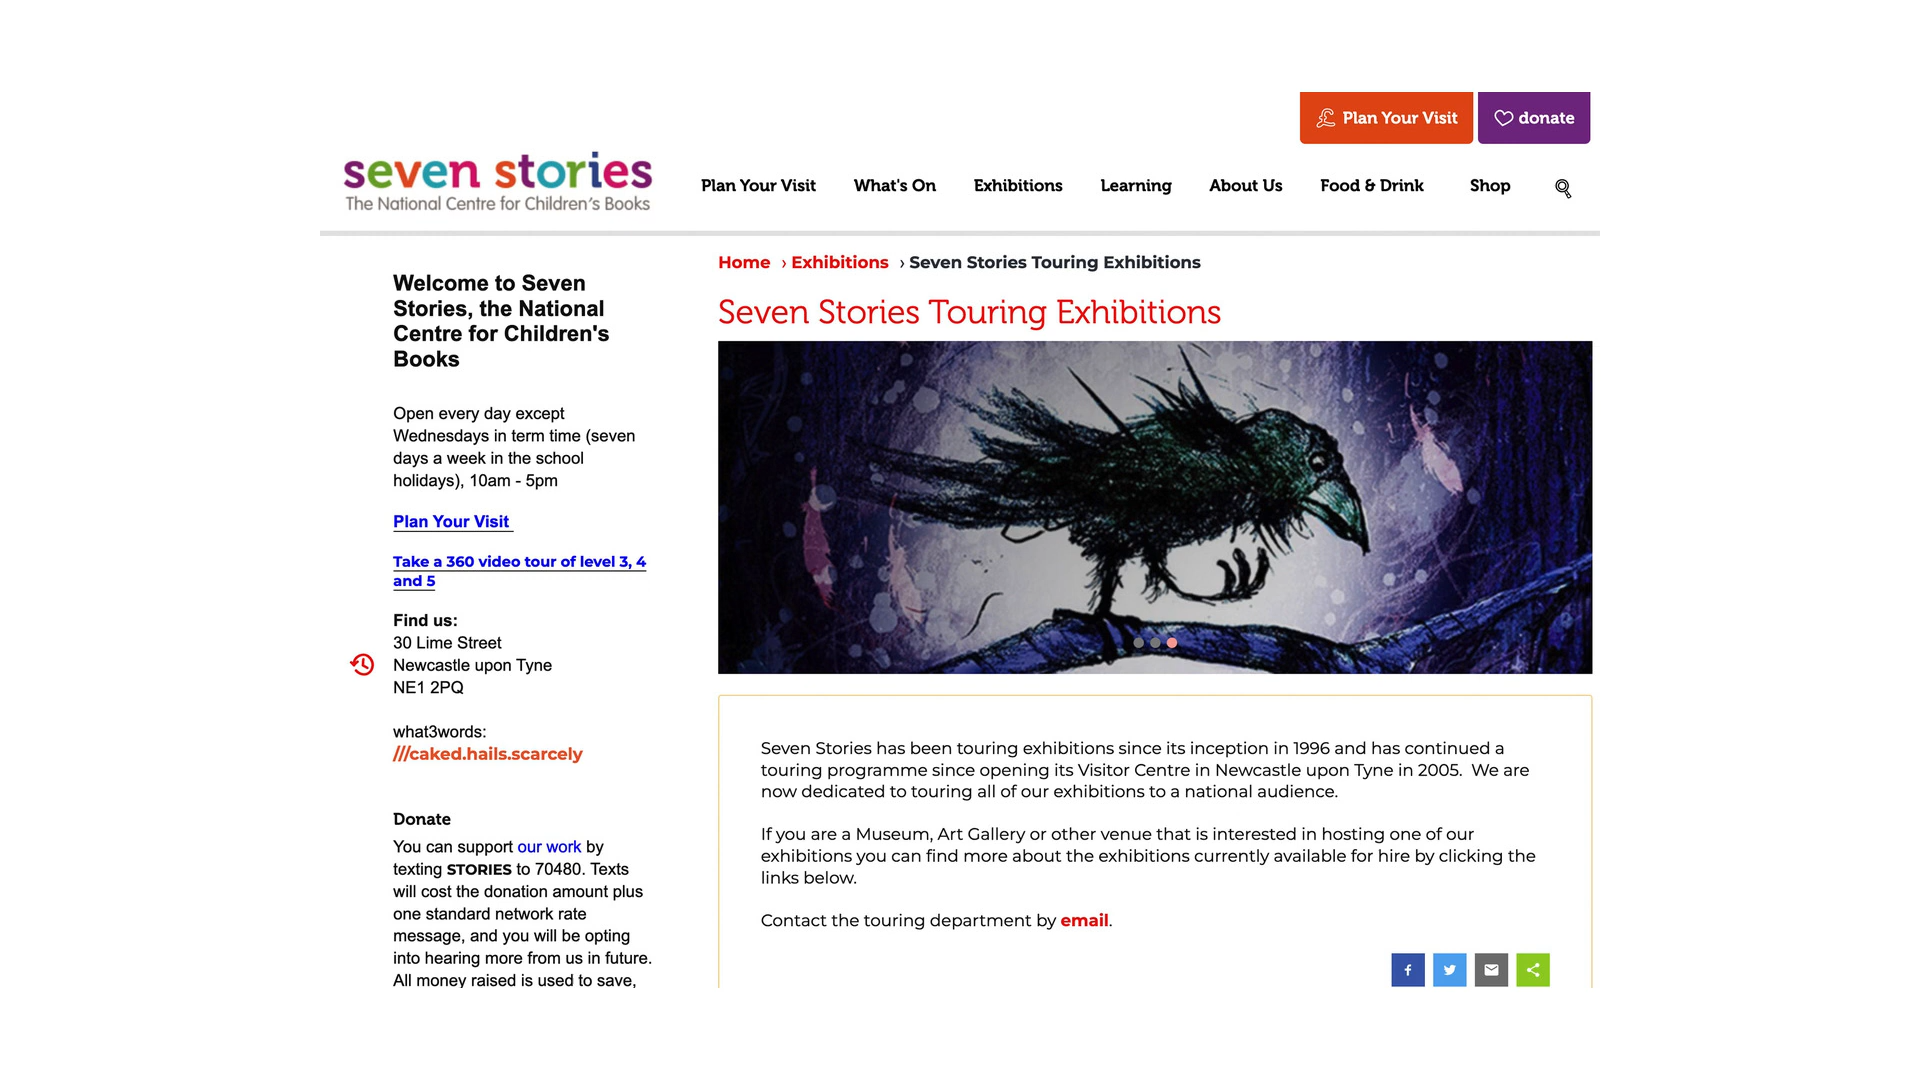 Plan Your Visit
donate
seven stories
The National Centre for Children's Books
Plan Your Visit
What's On
Exhibitions
Learning
About Us
Food & Drink
Shop
Home › Exhibitions › Seven Stories Touring Exhibitions
Welcome to Seven
Stories, the National
Centre for Children's
Books
Open every day except
Wednesdays in term time (seven
days a week in the school
holidays), 10am - 5pm
Plan Your Visit
Take a 360 video tour of level 3, 4
and 5
Find us:
30 Lime Street
Newcastle upon Tyne
NE1 2PQ
what3words:
///caked.hails.scarcely
Donate
You can support our work by
texting STORIES to 70480. Texts
will cost the donation amount plus
one standard network rate
message, and you will be opting
into hearing more from us in future.
All money raised is used to save,
Seven Stories Touring Exhibitions
Seven Stories has been touring exhibitions since its inception in 1996 and has continued a
touring programme since opening its Visitor Centre in Newcastle upon Tyne in 2005. We are
now dedicated to touring all of our exhibitions to a national audience.
If you are a Museum, Art Gallery or other venue that is interested in hosting one of our
exhibitions you can find more about the exhibitions currently available for hire by clicking the
links below.
Contact the touring department by email.